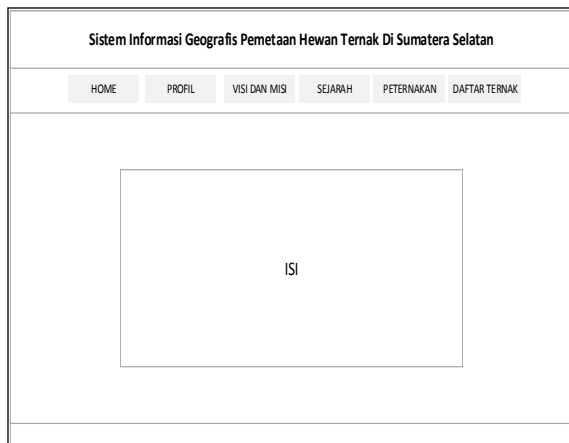 Sistem Informasi Geografis Pemetaan Hewan Ternak Di Sumatera Selatan
HOME PROFIL VISI DAN MISI SEJARAH PETERNAKAN DAFTAR TERNAK
ISI